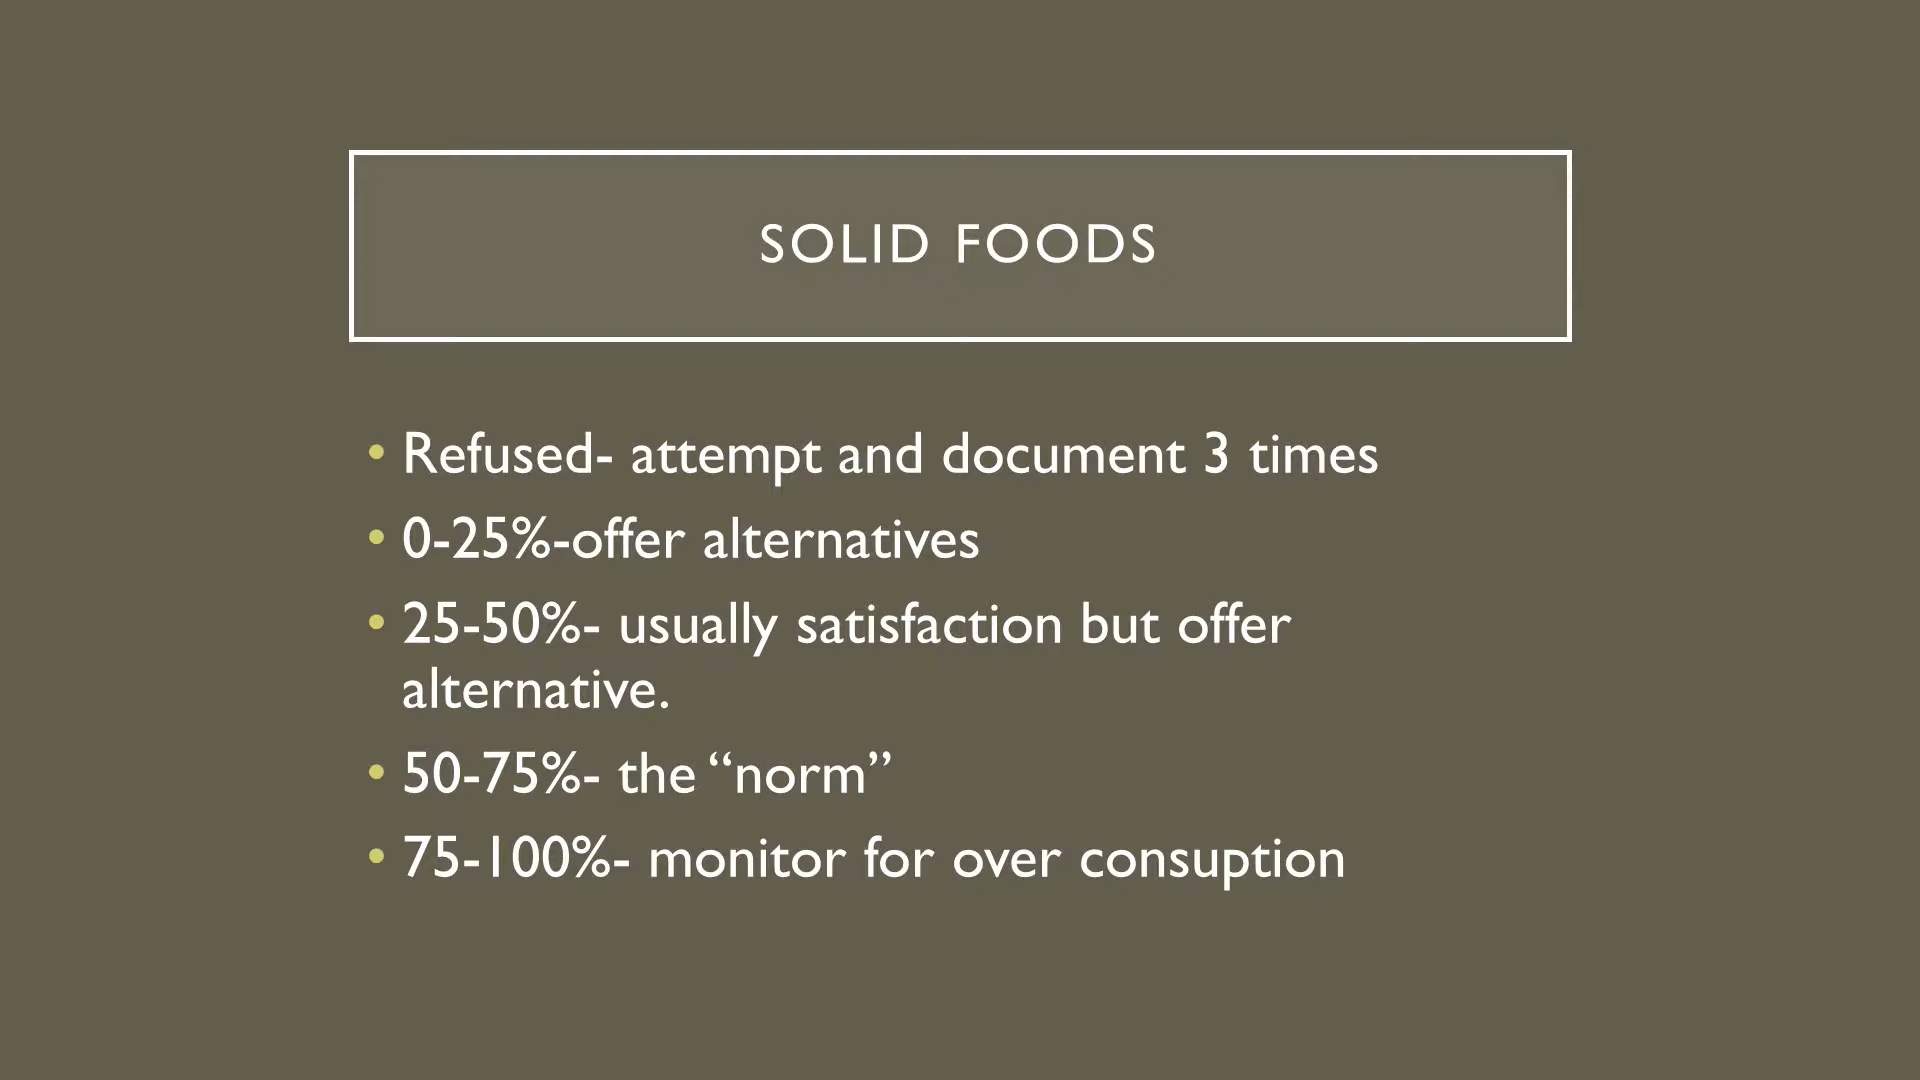 SOLID FOODS
• Refused- attempt and document 3 times
• 0-25%-offer alternatives
• 25-50%- usually satisfaction but offer
alternative.
• 50-75%- the “norm”
• 75-100%- monitor for over consuption